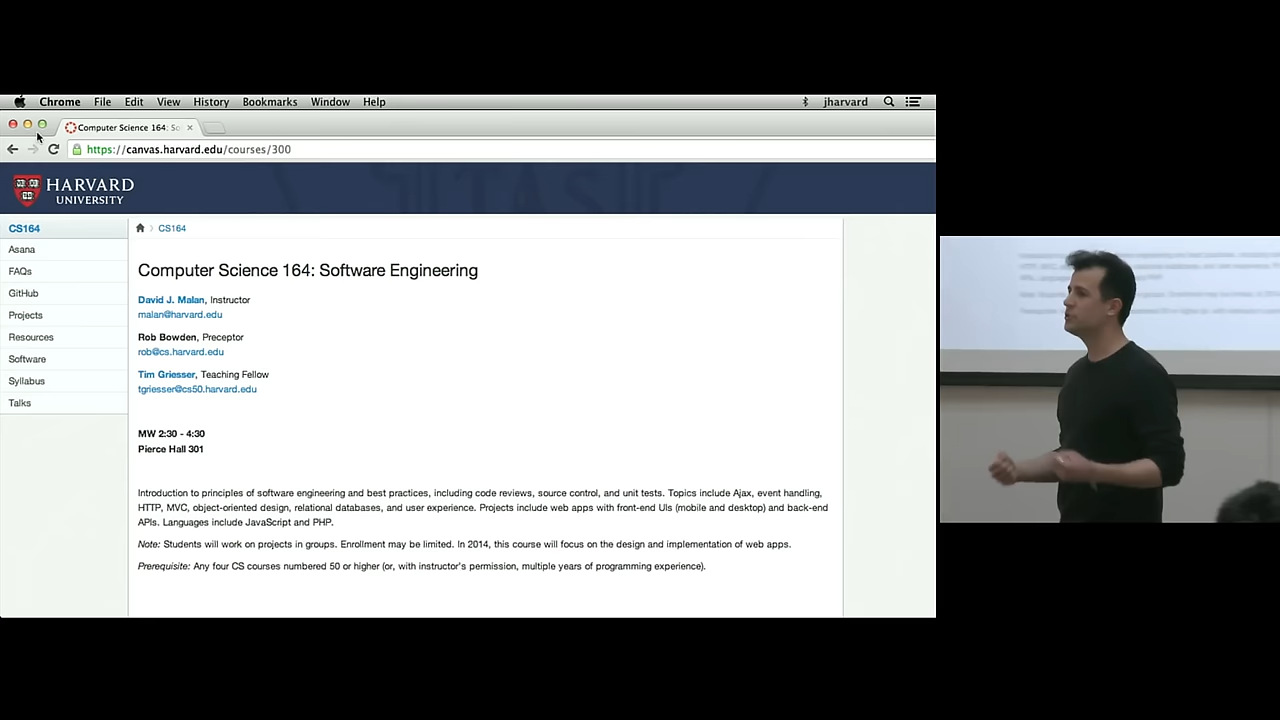 Chrome File Edit View History Bookmarks Window Help jharvard
Computer Science 164: So
https://canvas.harvard.edu/courses/300
HARVARD
UNIVERSITY
CS164
Asana
FAQs
GitHub
Projects
Resources
Software
Syllabus
Talks
CS164
Computer Science 164: Software Engineering
David J. Malan, Instructor
malan@harvard.edu
Rob Bowden, Preceptor
rob@cs.harvard.edu
Tim Griesser, Teaching Fellow
tgriesser@cs50.harvard.edu
MW 2:30 - 4:30
Pierce Hall 301
Introduction to principles of software engineering and best practices, including code reviews, source control, and unit tests. Topics include Ajax, event handling,
HTTP, MVC, object-oriented design, relational databases, and user experience. Projects include web apps with front-end UIs (mobile and desktop) and back-end
APIs. Languages include JavaScript and PHP.
Note: Students will work on projects in groups. Enrollment may be limited. In 2014, this course will focus on the design and implementation of web apps.
Prerequisite: Any four CS courses numbered 50 or higher (or, with instructor's permission, multiple years of programming experience).